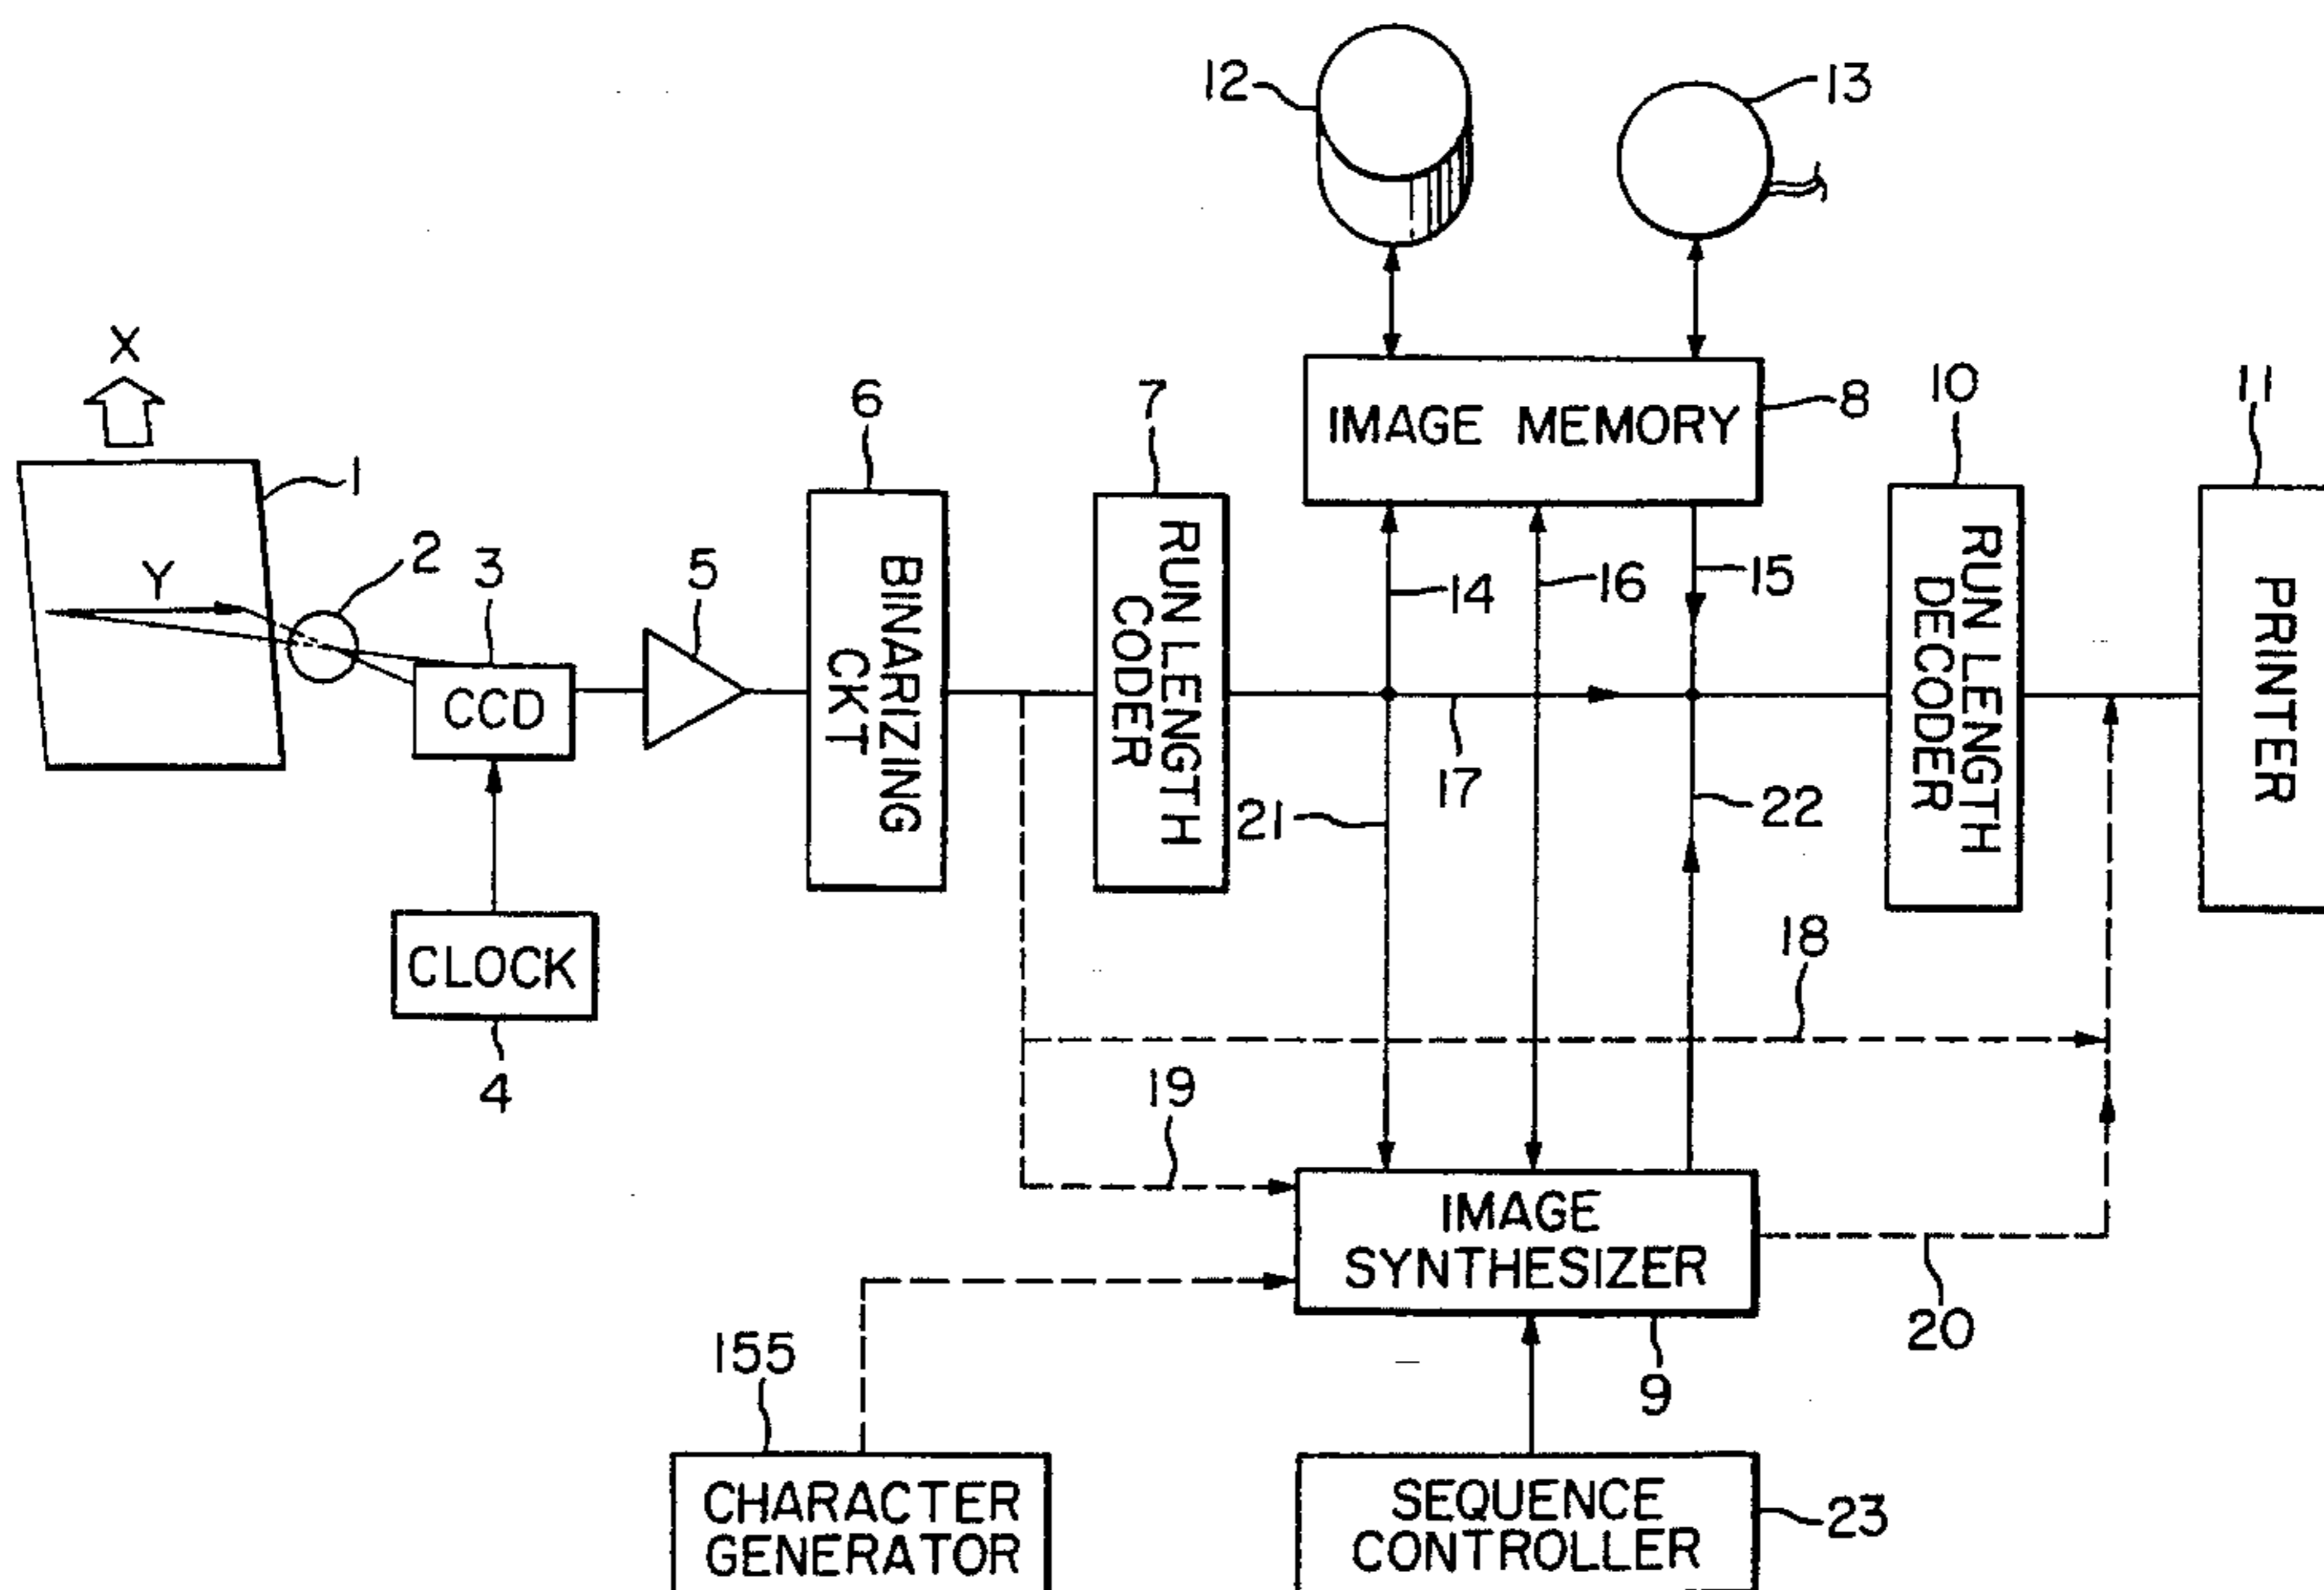 12
13
X
6
7
IMAGE MEMORY
8
10
11
1
2
3
5
Y
14
16
15
BINARIZING
CKT
RUN LENGTH
CODER
RUN LENGTH
DECODER
PRINTER
CCD
17
21
22
CLOCK
18
4
19
IMAGE
SYNTHESIZER
20
155
9
CHARACTER
GENERATOR
SEQUENCE
CONTROLLER
23